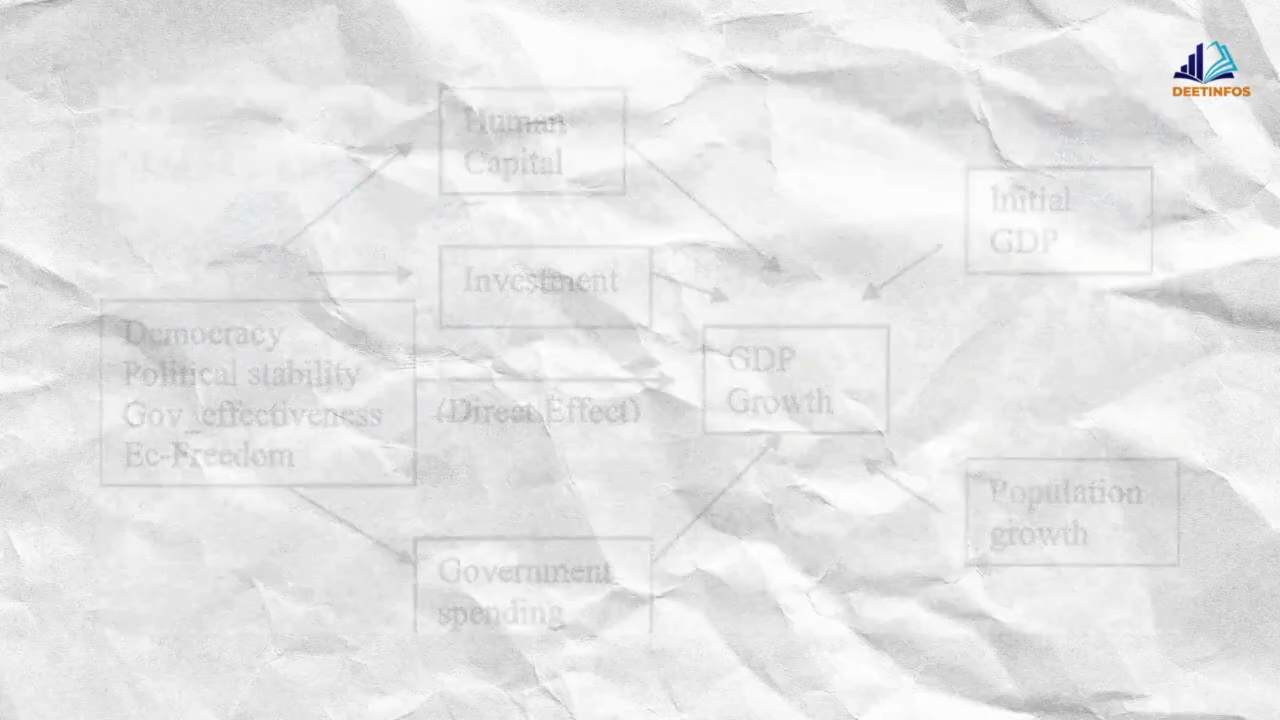 DEETINFOS
Human
Capital
Initial
GDP
Investment
Democracy
Political stability
Gov_effectiveness
Ec-Freedom
(Direct Effect)
GDP
Growth
Population
growth
Government
spending